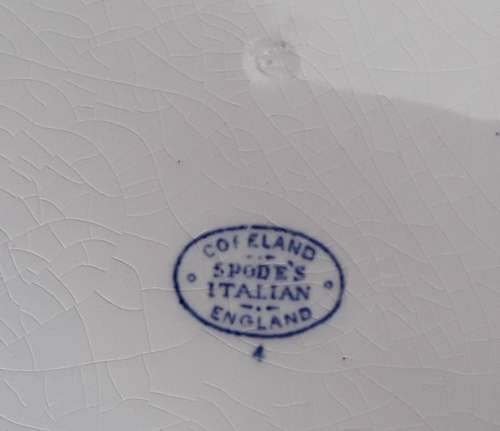 COPELAND
SPODE'S
ITALIAN
ENGLAND
4